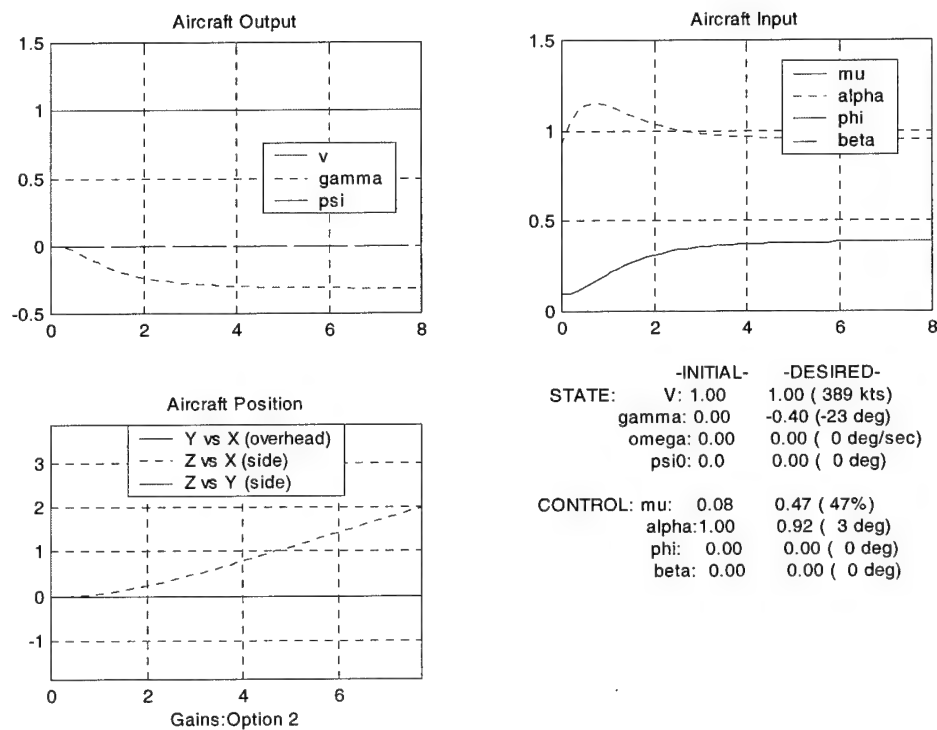 Aircraft Output
1.5
1
0.5
0
-0.5
0 2 4 6 8
v
gamma
psi
Aircraft Input
1.5
1
0.5
0
0 2 4 6 8
mu
alpha
phi
beta
Aircraft Position
3
2
1
0
-1
0 2 4 6
Y vs X (overhead)
Z vs X (side)
Z vs Y (side)
Gains:Option 2
-INITIAL- -DESIRED-
STATE: V: 1.00 1.00 ( 389 kts)
gamma: 0.00 -0.40 (-23 deg)
omega: 0.00 0.00 ( 0 deg/sec)
psi0: 0.0 0.00 ( 0 deg)
CONTROL: mu: 0.08 0.47 ( 47%)
alpha:1.00 0.92 ( 3 deg)
phi: 0.00 0.00 ( 0 deg)
beta: 0.00 0.00 ( 0 deg)